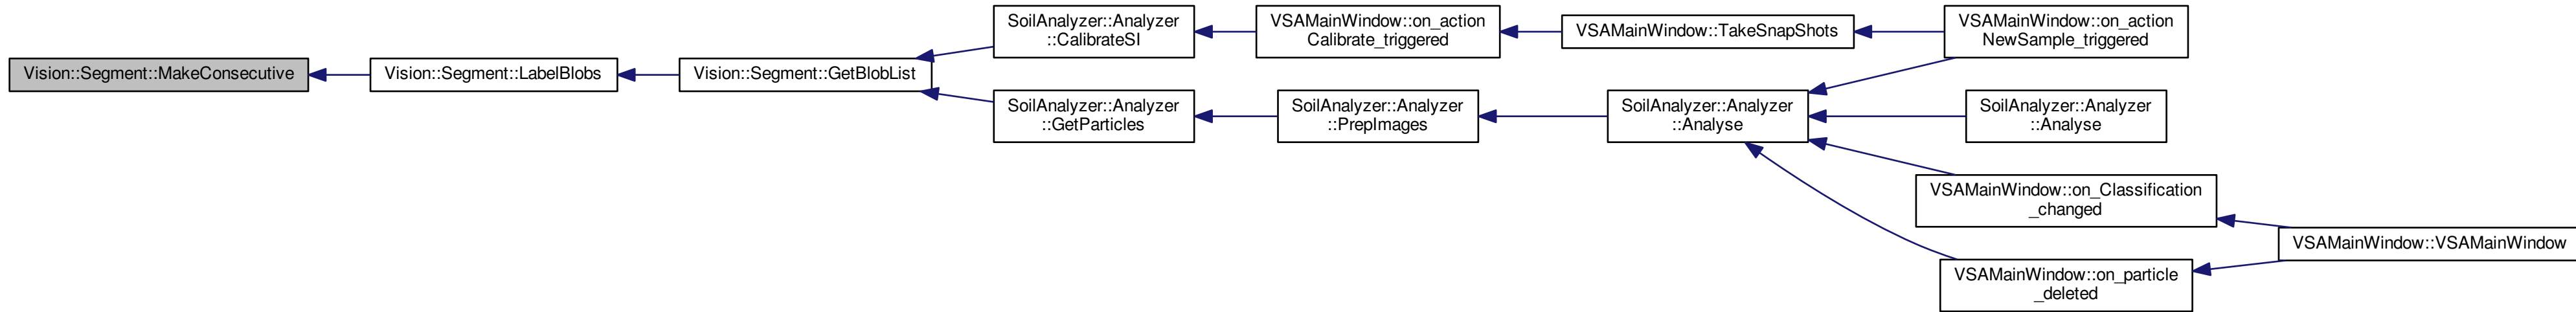 Vision::Segment::MakeConsecutive
Vision::Segment::LabelBlobs
Vision::Segment::GetBlobList
SoilAnalyzer::Analyzer
::CalibrateSI
VSAMainWindow::on_action
Calibrate_triggered
VSAMainWindow::TakeSnapShots
VSAMainWindow::on_action
NewSample_triggered
SoilAnalyzer::Analyzer
::GetParticles
SoilAnalyzer::Analyzer
::PrepImages
SoilAnalyzer::Analyzer
::Analyse
SoilAnalyzer::Analyzer
::Analyse
VSAMainWindow::on_Classification
_changed
VSAMainWindow::on_particle
_deleted
VSAMainWindow::VSAMainWindow